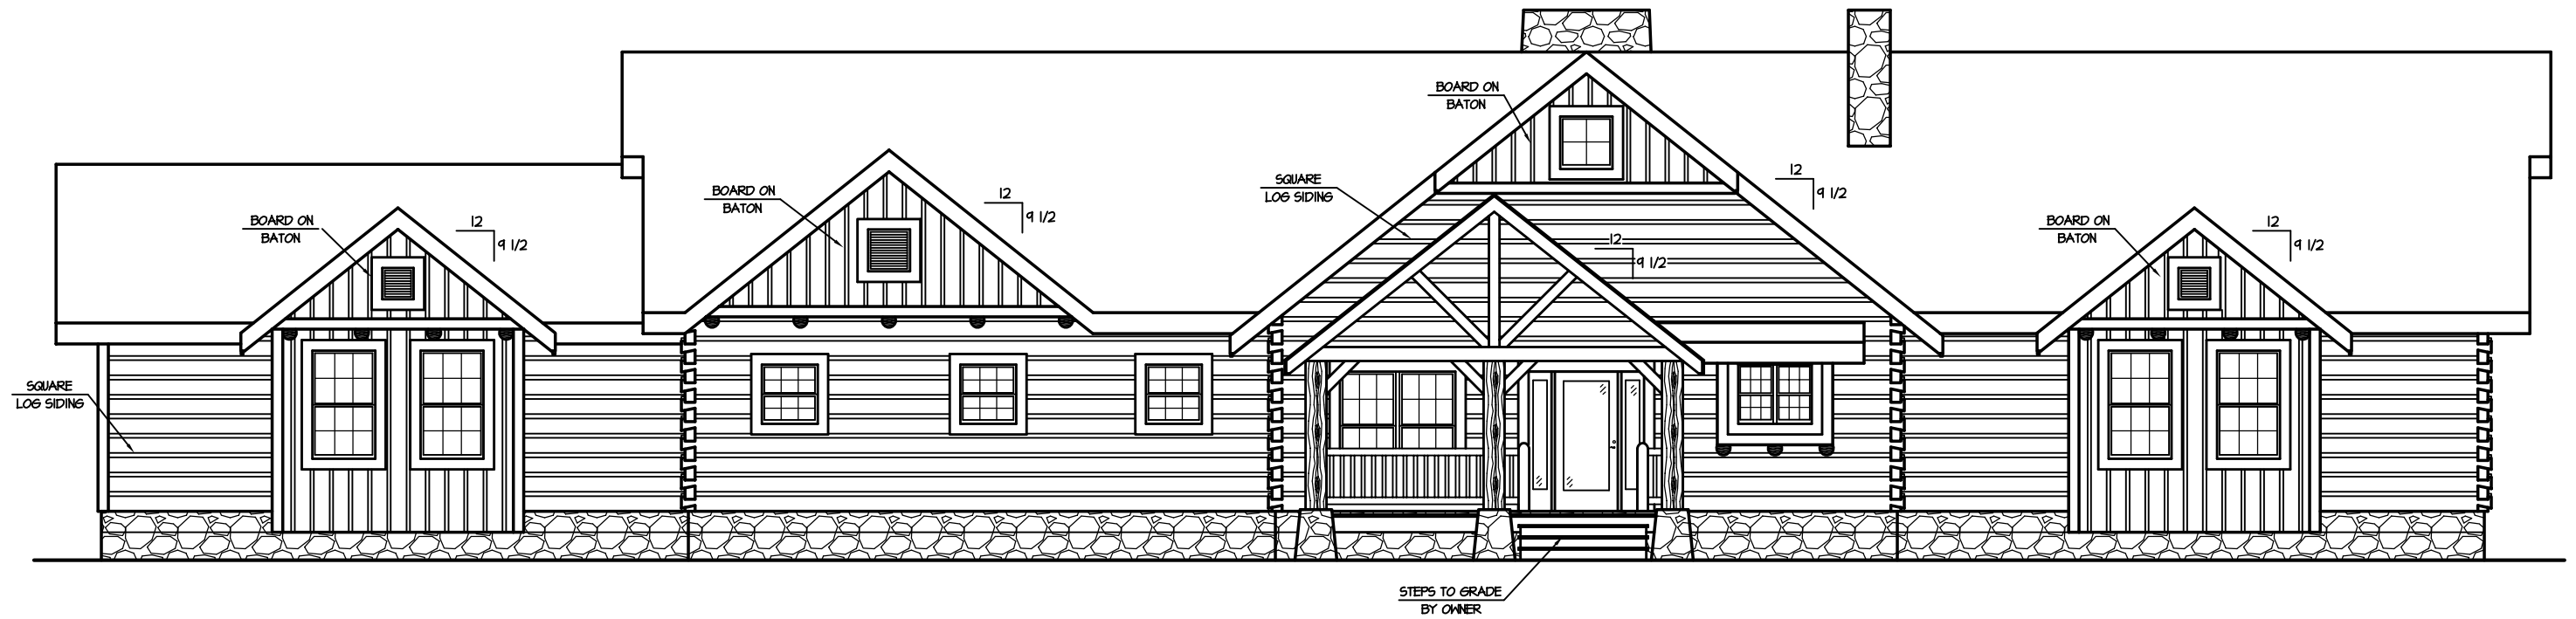 BOARD ON
BATON
12
9 1/2
SQUARE
LOG SIDING
BOARD ON
BATON
12
9 1/2
BOARD ON
BATON
SQUARE
LOG SIDING
12
9 1/2
12
9 1/2
BOARD ON
BATON
12
9 1/2
STEPS TO GRADE
BY OWNER